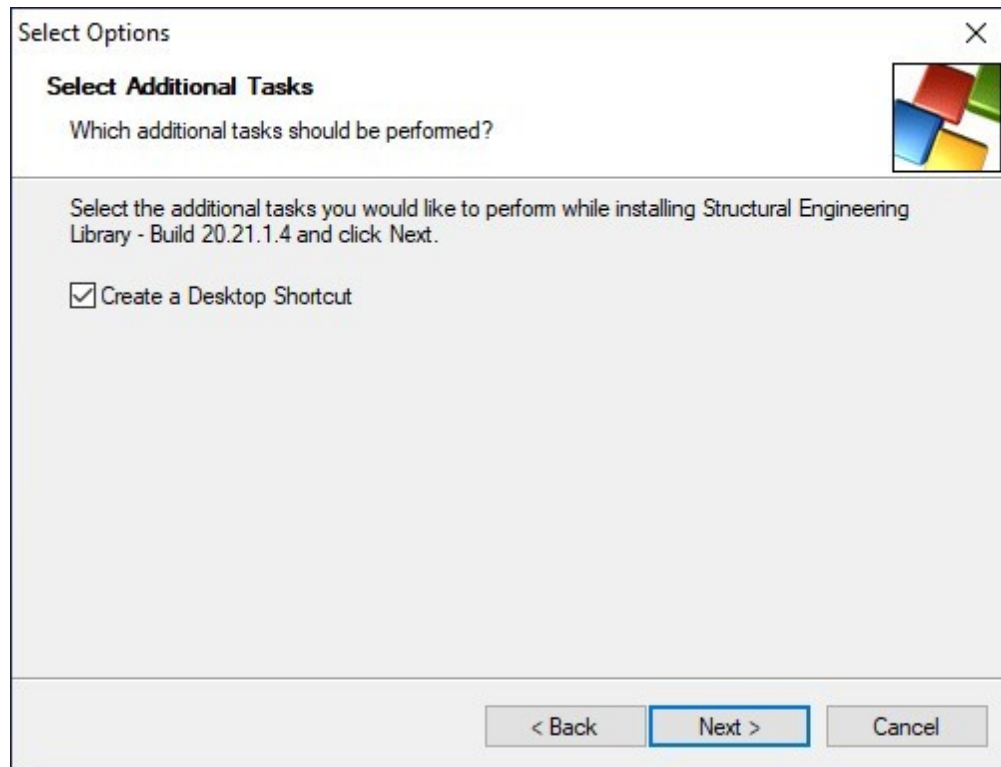 Select Options
Select Additional Tasks
Which additional tasks should be performed?
Select the additional tasks you would like to perform while installing Structural Engineering
Library - Build 20.21.1.4 and click Next.
Create a Desktop Shortcut
< Back
Next >
Cancel